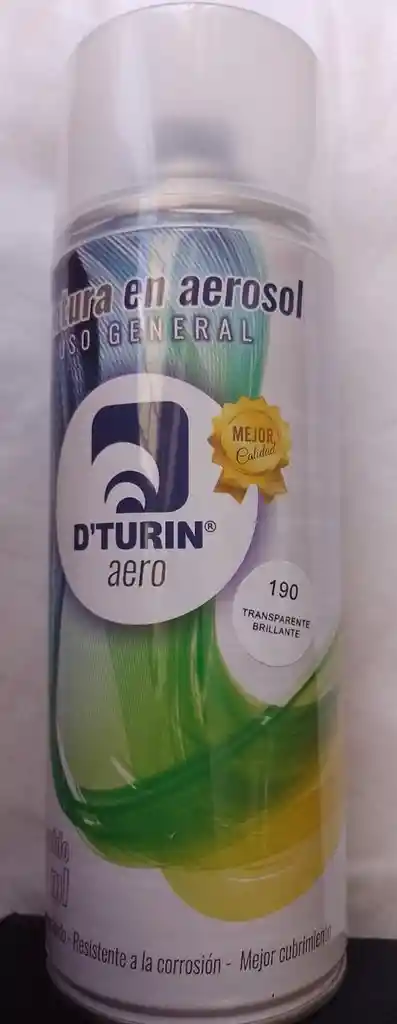 tura en aerosol
USO GENERAL
MEJOR
Calidad
D'TURIN®
aero
190
TRANSPARENTE
BRILLANTE
- Resistente a la corrosión - Mejor cubrimiento